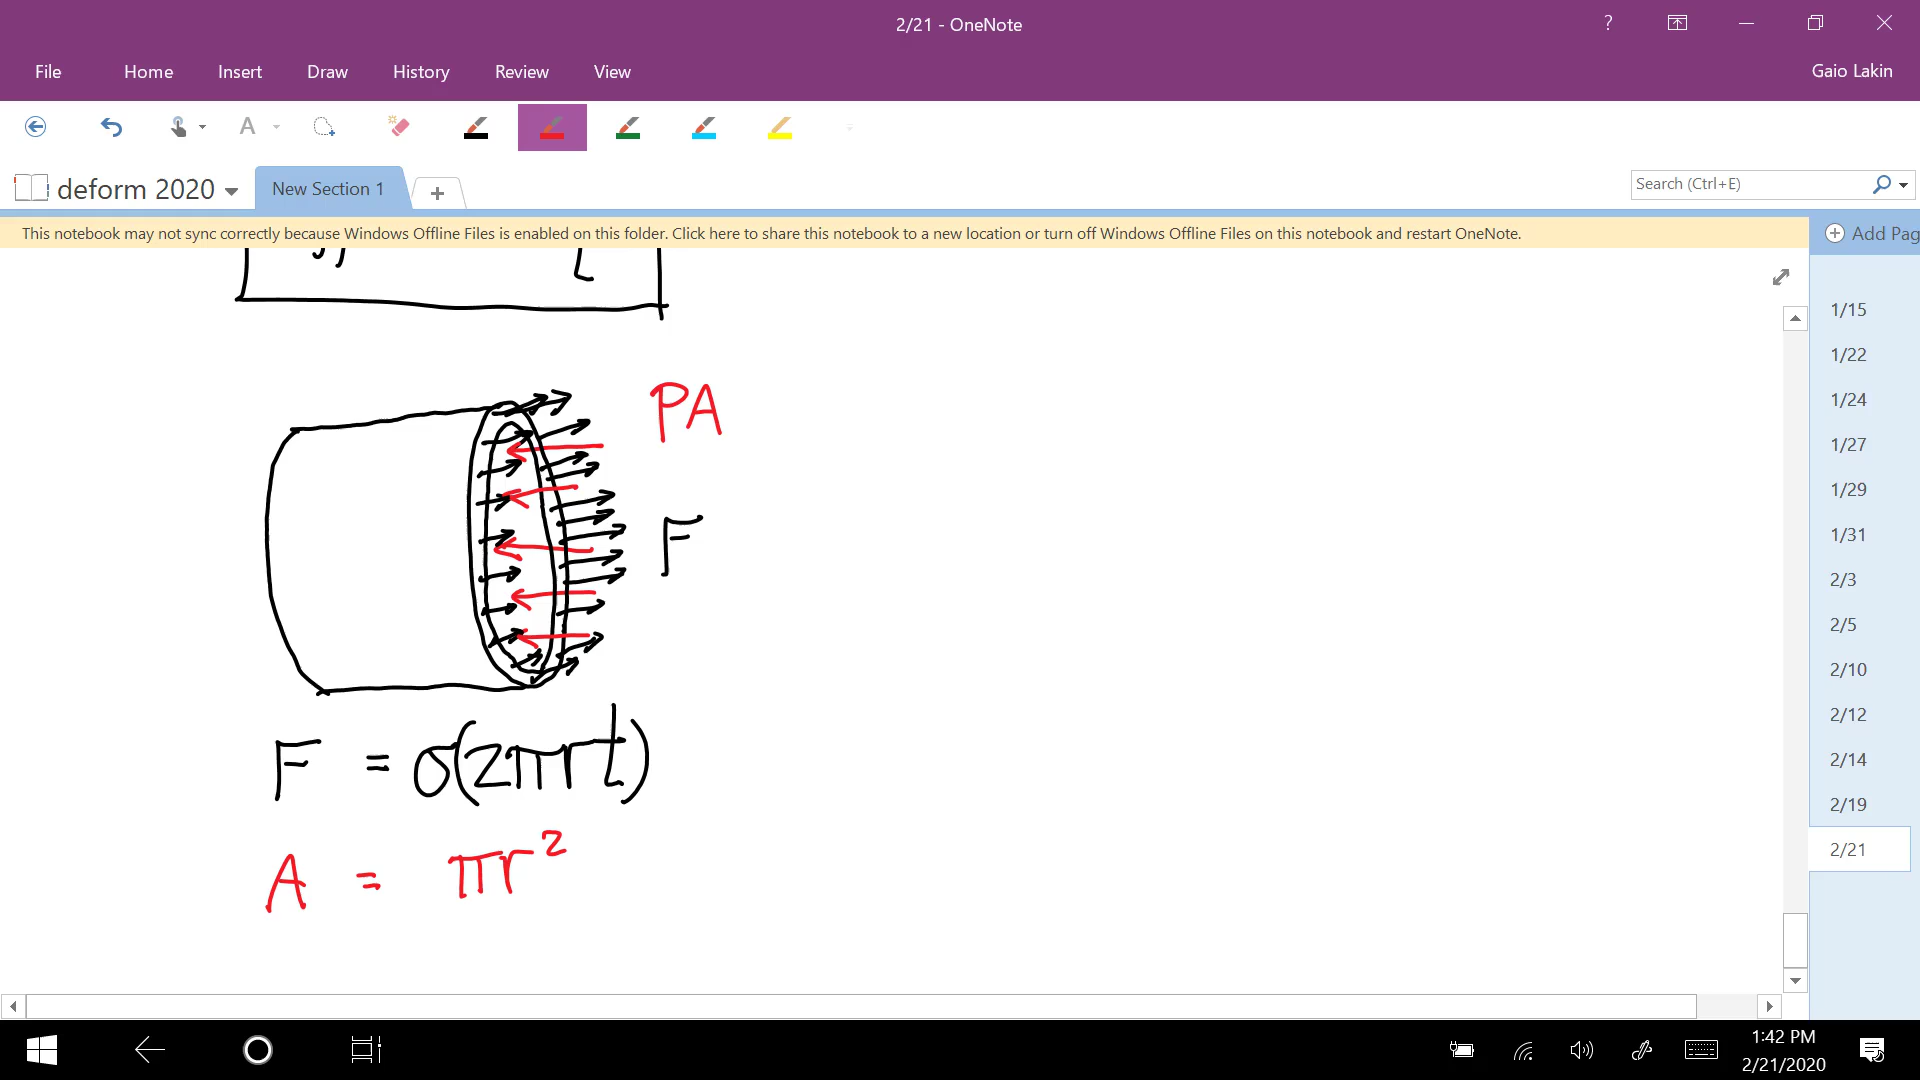 2/21 - OneNote
?
File Home Insert Draw History Review View
Gaio Lakin
A
deform 2020
New Section 1
+
Search (Ctrl+E)
This notebook may not sync correctly because Windows Offline Files is enabled on this folder. Click here to share this notebook to a new location or turn off Windows Offline Files on this notebook and restart OneNote.
Add Pag
1/15
1/22
1/24
1/27
1/29
1/31
2/3
2/5
2/10
2/12
2/14
2/19
2/21
PA
F
F = σ(2πrt)
A = πr²
1:42 PM
2/21/2020